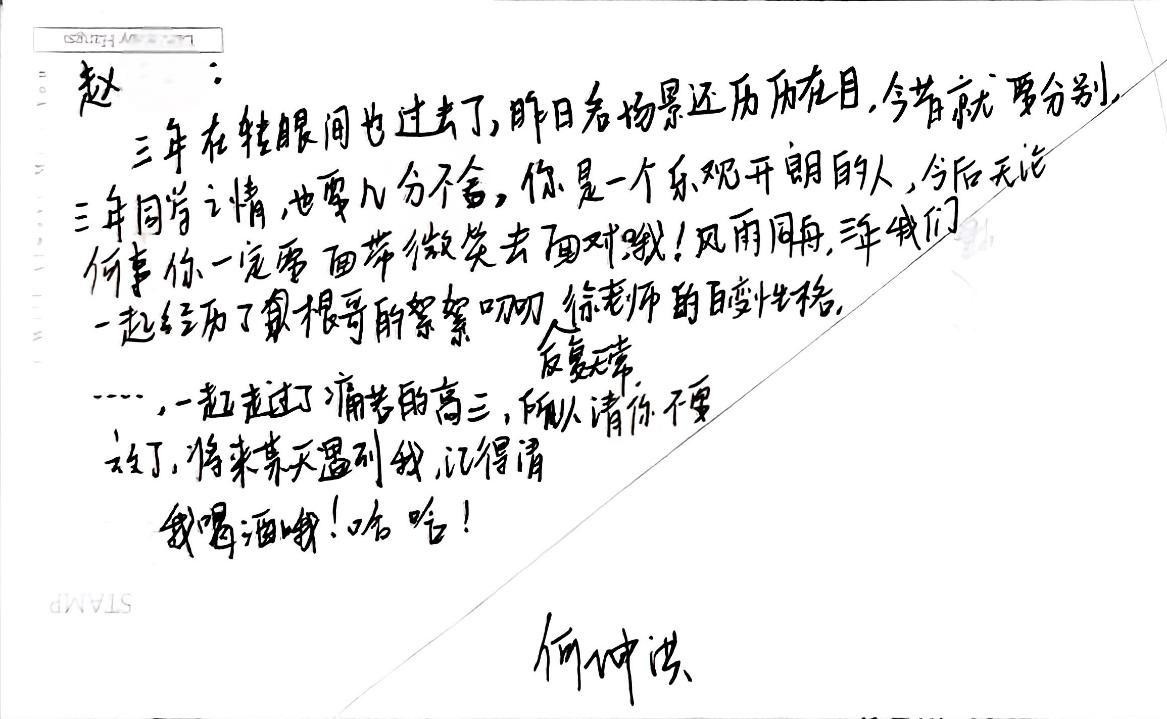 赵 :
三年在转眼间也过去了,昨日名场景还历历在目,今昔就要分别,
三年同学之情,也要几分不舍,你是一个乐观开朗的人,今后无论
何事你一定要面带微笑去面对哦!风雨同舟,三年我们
一起经历了根哥的絮絮叨叨,徐老师的百变性格,
反复无常
····,一起走过了痛苦的高三,所以请你不要
忘了,将来某天遇到我,记得请
我喝酒哦!哈哈!
STAMP
何仲洪